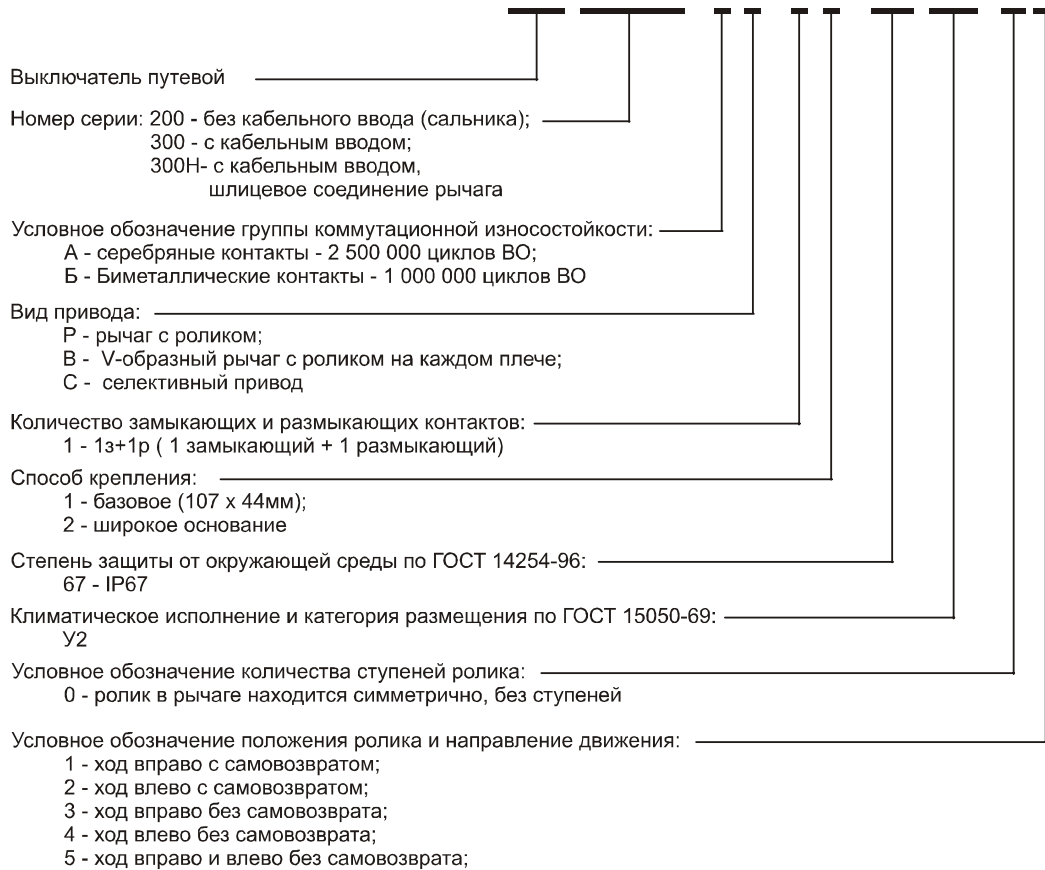 Выключатель путевой
Номер серии: 200 - без кабельного ввода (сальника);
300 - с кабельным вводом;
300Н- с кабельным вводом,
шлицевое соединение рычага
Условное обозначение группы коммутационной износостойкости:
А - серебряные контакты - 2 500 000 циклов ВО;
Б - Биметаллические контакты - 1 000 000 циклов ВО
Вид привода:
Р - рычаг с роликом;
В - V-образный рычаг с роликом на каждом плече;
С - селективный привод
Количество замыкающих и размыкающих контактов:
1 - 1з+1р ( 1 замыкающий + 1 размыкающий)
Способ крепления:
1 - базовое (107 х 44мм);
2 - широкое основание
Степень защиты от окружающей среды по ГОСТ 14254-96:
67 - IP67
Климатическое исполнение и категория размещения по ГОСТ 15050-69:
У2
Условное обозначение количества ступеней ролика:
0 - ролик в рычаге находится симметрично, без ступеней
Условное обозначение положения ролика и направление движения:
1 - ход вправо с самовозвратом;
2 - ход влево с самовозвратом;
3 - ход вправо без самовозврата;
4 - ход влево без самовозврата;
5 - ход вправо и влево без самовозврата;